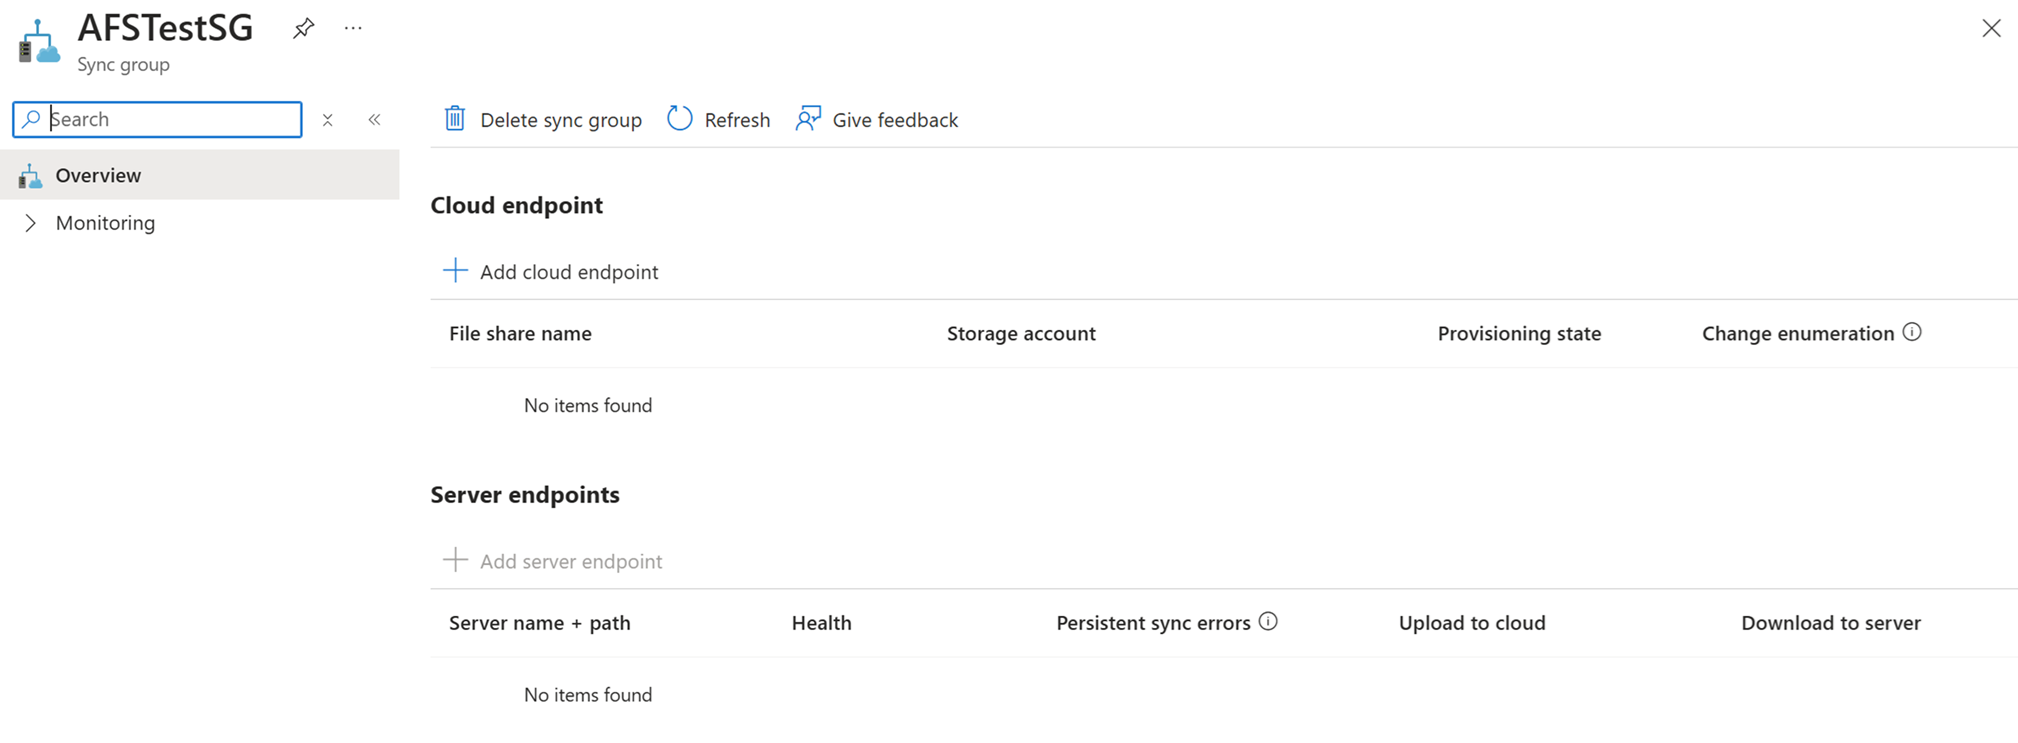 AFSTestSG
Sync group
Search
Overview
Monitoring
Delete sync group Refresh Give feedback
Cloud endpoint
Add cloud endpoint
File share name Storage account Provisioning state Change enumeration
No items found
Server endpoints
Add server endpoint
Server name + path Health Persistent sync errors Upload to cloud Download to server
No items found